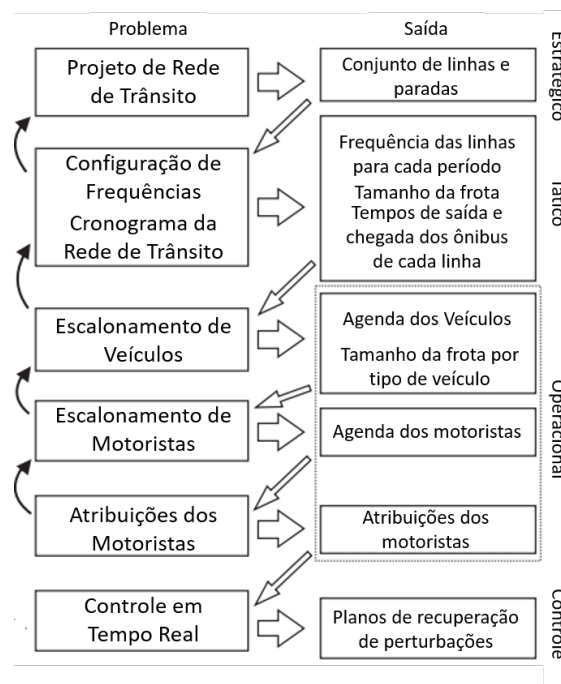 Problema
Saída
Projeto de Rede
de Trânsito
Conjunto de linhas e
paradas
Estratégico
Configuração de
Frequências
Cronograma da
Rede de Trânsito
Frequência das linhas
para cada período
Tamanho da frota
Tempos de saída e
chegada dos ônibus
de cada linha
Tático
Escalonamento de
Veículos
Agenda dos Veículos
Tamanho da frota por
tipo de veículo
Escalonamento de
Motoristas
Agenda dos motoristas
Operacional
Atribuições dos
Motoristas
Atribuições dos
motoristas
Controle em
Tempo Real
Planos de recuperação
de perturbações
Controle